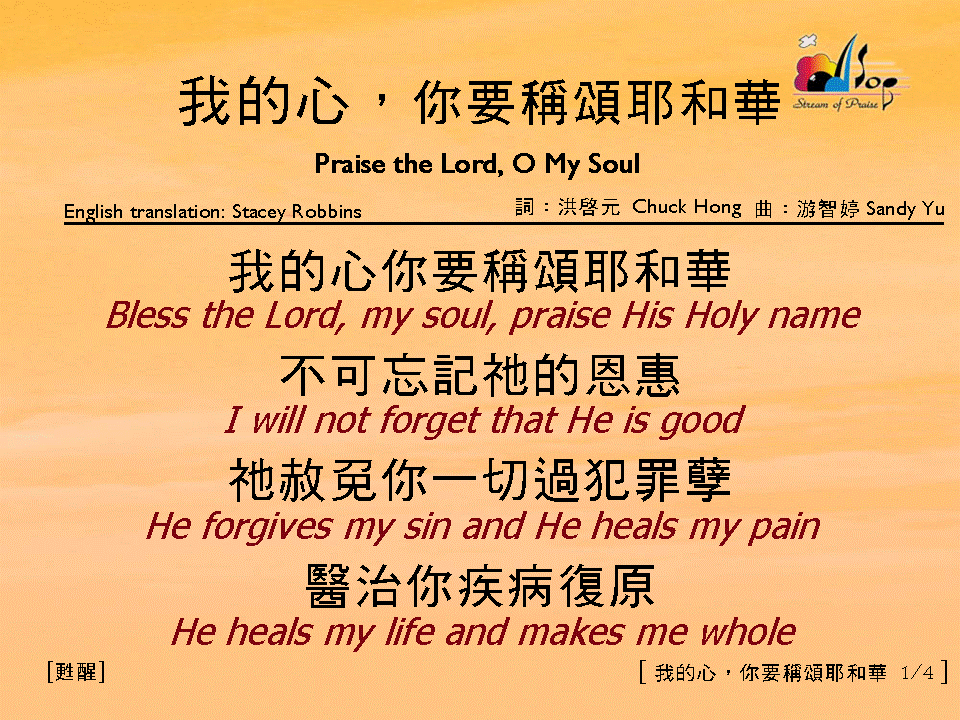 我的心，你要稱頌耶和華
SOP
Stream of Praise
Praise the Lord, O My Soul
English translation: Stacey Robbins 詞：洪啓元 Chuck Hong 曲：游智婷 Sandy Yu
我的心你要稱頌耶和華
Bless the Lord, my soul, praise His Holy name
不可忘記祂的恩惠
I will not forget that He is good
祂赦免你一切過犯罪孽
He forgives my sin and He heals my pain
醫治你疾病復原
He heals my life and makes me whole
[甦醒] [ 我的心，你要稱頌耶和華 1/4 ]